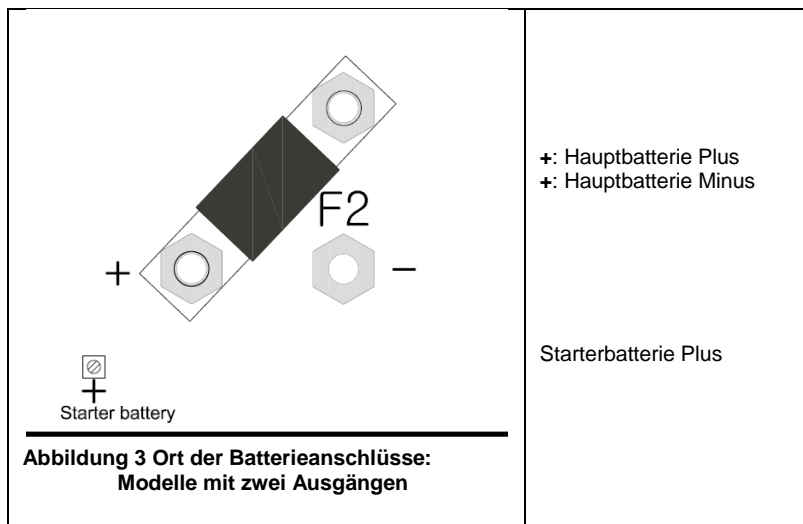 F2
+
−
+
Starter battery
Abbildung 3 Ort der Batterieanschlüsse:
Modelle mit zwei Ausgängen
+: Hauptbatterie Plus
+: Hauptbatterie Minus
Starterbatterie Plus